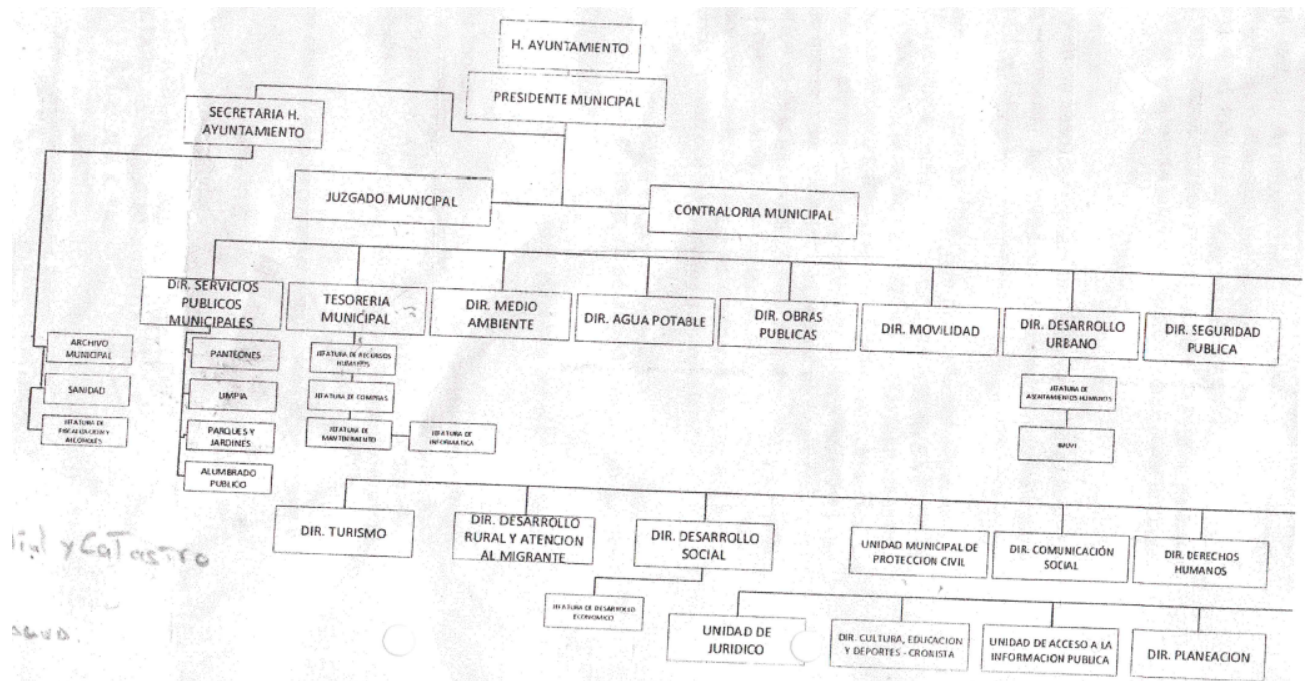 H. AYUNTAMIENTO
PRESIDENTE MUNICIPAL
SECRETARIA H.
AYUNTAMIENTO
JUZGADO MUNICIPAL
CONTRALORIA MUNICIPAL
DIR. SERVICIOS
PUBLICOS
MUNICIPALES
TESORERIA
MUNICIPAL
DIR. MEDIO
AMBIENTE
DIR. AGUA POTABLE
DIR. OBRAS
PUBLICAS
DIR. MOVILIDAD
DIR. DESARROLLO
URBANO
DIR. SEGURIDAD
PUBLICA
ARCHIVO
MUNICIPAL
SANIDAD
JEFATURA DE
FISCALIZACION Y
ALCOHOLES
PANTEONES
LIMPIA
PARQUES Y
JARDINES
ALUMBRADO
PUBLICO
JEFATURA DE RECURSOS
HUMANOS
JEFATURA DE COMPRAS
JEFATURA DE
MANTENIMIENTO
JEFATURA DE
INFORMATICA
JEFATURA DE
ASENTAMIENTOS HUMANOS
DIR. TURISMO
DIR. DESARROLLO
RURAL Y ATENCION
AL MIGRANTE
DIR. DESARROLLO
SOCIAL
UNIDAD MUNICIPAL DE
PROTECCION CIVIL
DIR. COMUNICACIÓN
SOCIAL
DIR. DERECHOS
HUMANOS
JEFATURA DE DESARROLLO
ECONOMICO
UNIDAD DE
JURIDICO
DIR. CULTURA, EDUCACION
Y DEPORTES - CRONISTA
UNIDAD DE ACCESO A LA
INFORMACION PUBLICA
DIR. PLANEACION
y Catastro